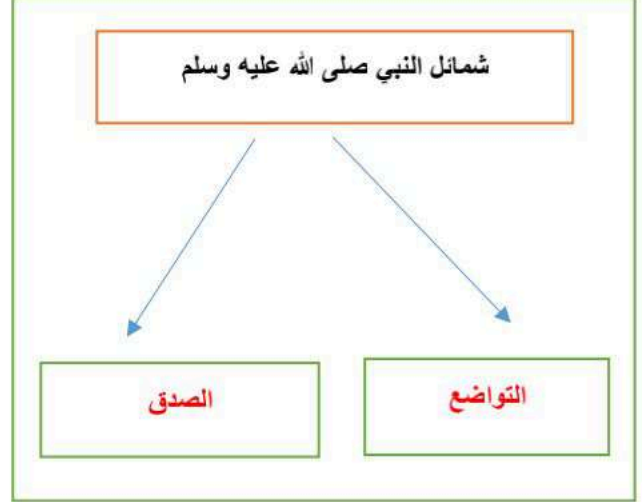 شمائل النبي صلى الله عليه وسلم
التواضع
الصدق